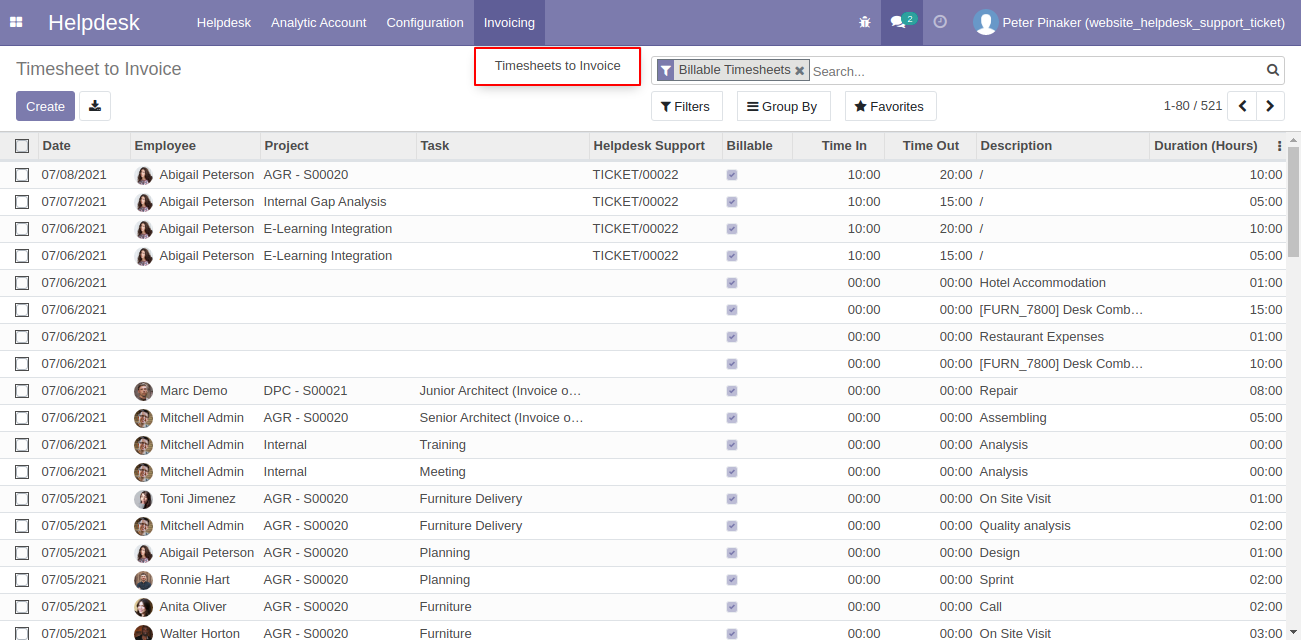 Helpdesk Helpdesk Analytic Account Configuration Invoicing 2 Peter Pinaker (website_helpdesk_support_ticket)
Timesheet to Invoice Timesheets to Invoice Billable Timesheets Search...
Create Filters Group By Favorites 1-80 / 521
Date Employee Project Task Helpdesk Support Billable Time In Time Out Description Duration (Hours)
07/08/2021 Abigail Peterson AGR - S00020 TICKET/00022 10:00 20:00 / 10:00
07/07/2021 Abigail Peterson Internal Gap Analysis TICKET/00022 10:00 15:00 / 05:00
07/06/2021 Abigail Peterson E-Learning Integration TICKET/00022 10:00 20:00 / 10:00
07/06/2021 Abigail Peterson E-Learning Integration TICKET/00022 10:00 15:00 / 05:00
07/06/2021 00:00 00:00 Hotel Accommodation 01:00
07/06/2021 00:00 00:00 [FURN_7800] Desk Comb… 15:00
07/06/2021 00:00 00:00 Restaurant Expenses 01:00
07/06/2021 00:00 00:00 [FURN_7800] Desk Comb… 10:00
07/06/2021 Marc Demo DPC - S00021 Junior Architect (Invoice o… 00:00 00:00 Repair 08:00
07/06/2021 Mitchell Admin AGR - S00020 Senior Architect (Invoice o… 00:00 00:00 Assembling 05:00
07/06/2021 Mitchell Admin Internal Training 00:00 00:00 Analysis 00:00
07/06/2021 Mitchell Admin Internal Meeting 00:00 00:00 Analysis 00:00
07/05/2021 Toni Jimenez AGR - S00020 Furniture Delivery 00:00 00:00 On Site Visit 01:00
07/05/2021 Mitchell Admin AGR - S00020 Furniture Delivery 00:00 00:00 Quality analysis 02:00
07/05/2021 Abigail Peterson AGR - S00020 Planning 00:00 00:00 Design 01:00
07/05/2021 Ronnie Hart AGR - S00020 Planning 00:00 00:00 Sprint 02:00
07/05/2021 Anita Oliver AGR - S00020 Furniture 00:00 00:00 Call 02:00
07/05/2021 Walter Horton AGR - S00020 Furniture 00:00 00:00 On Site Visit 03:00